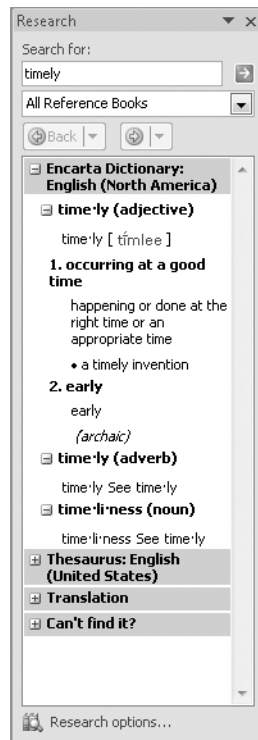 Research
Search for:
timely
All Reference Books
Back
Encarta Dictionary:
English (North America)
time·ly (adjective)
time·ly [ tímlee ]
1. occurring at a good
time
happening or done at the
right time or an
appropriate time
• a timely invention
2. early
early
(archaic)
time·ly (adverb)
time·ly See time·ly
time·li·ness (noun)
time·li·ness See time·ly
Thesaurus: English
(United States)
Translation
Can't find it?
Research options...